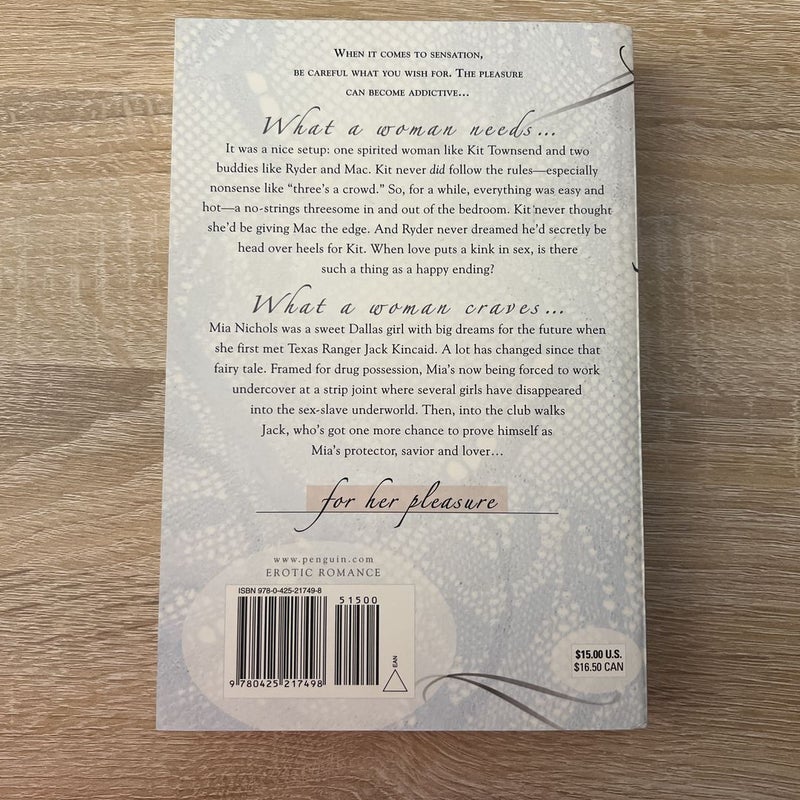 WHEN IT COMES TO SENSATION,
BE CAREFUL WHAT YOU WISH FOR. THE PLEASURE
CAN BECOME ADDICTIVE...
What a woman needs...
It was a nice setup: one spirited woman like Kit Townsend and two
buddies like Ryder and Mac. Kit never did follow the rules—especially
nonsense like “three’s a crowd.” So, for a while, everything was easy and
hot—a no-strings threesome in and out of the bedroom. Kit never thought
she’d be giving Mac the edge. And Ryder never dreamed he’d secretly be
head over heels for Kit. When love puts a kink in sex, is there
such a thing as a happy ending?
What a woman craves...
Mia Nichols was a sweet Dallas girl with big dreams for the future when
she first met Texas Ranger Jack Kincaid. A lot has changed since that
fairy tale. Framed for drug possession, Mia’s now being forced to work
undercover at a strip joint where several girls have disappeared
into the sex-slave underworld. Then, into the club walks
Jack, who’s got one more chance to prove himself as
Mia’s protector, savior and lover...
for her pleasure
www.penguin.com
EROTIC ROMANCE
ISBN 978-0-425-21749-8
51500
9 780425 217498
EAN
$15.00 U.S.
$16.50 CAN